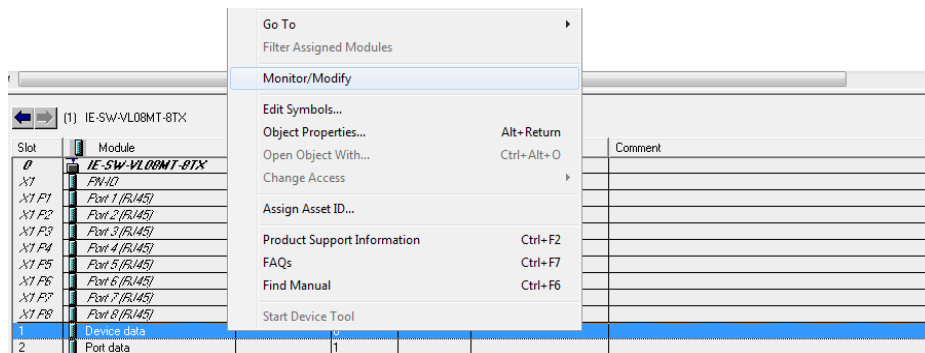 Go To
Filter Assigned Modules
Monitor/Modify
Edit Symbols...
Object Properties... Alt+Return
Open Object With... Ctrl+Alt+O
Change Access
Assign Asset ID...
Product Support Information Ctrl+F2
FAQs Ctrl+F7
Find Manual Ctrl+F6
Start Device Tool
(1) IE-SW-VL08MT-8TX
Slot Module Comment
0 IE-SW-VL08MT-8TX
X1 PN-IO
X1 P1 Port 1 (RJ45)
X1 P2 Port 2 (RJ45)
X1 P3 Port 3 (RJ45)
X1 P4 Port 4 (RJ45)
X1 P5 Port 5 (RJ45)
X1 P6 Port 6 (RJ45)
X1 P7 Port 7 (RJ45)
X1 P8 Port 8 (RJ45)
1 Device data
2 Port data 1